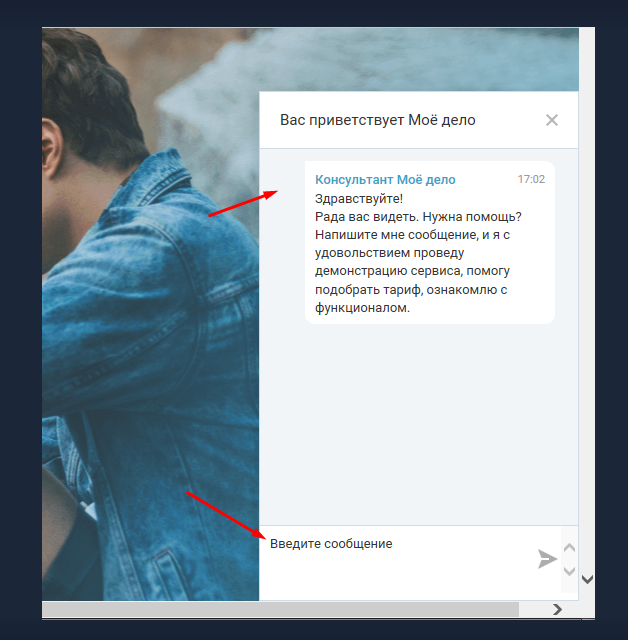 Вас приветствует Моё дело
Консультант Моё дело 17:02
Здравствуйте!
Рада вас видеть. Нужна помощь?
Напишите мне сообщение, и я с
удовольствием проведу
демонстрацию сервиса, помогу
подобрать тариф, ознакомлю с
функционалом.
Введите сообщение